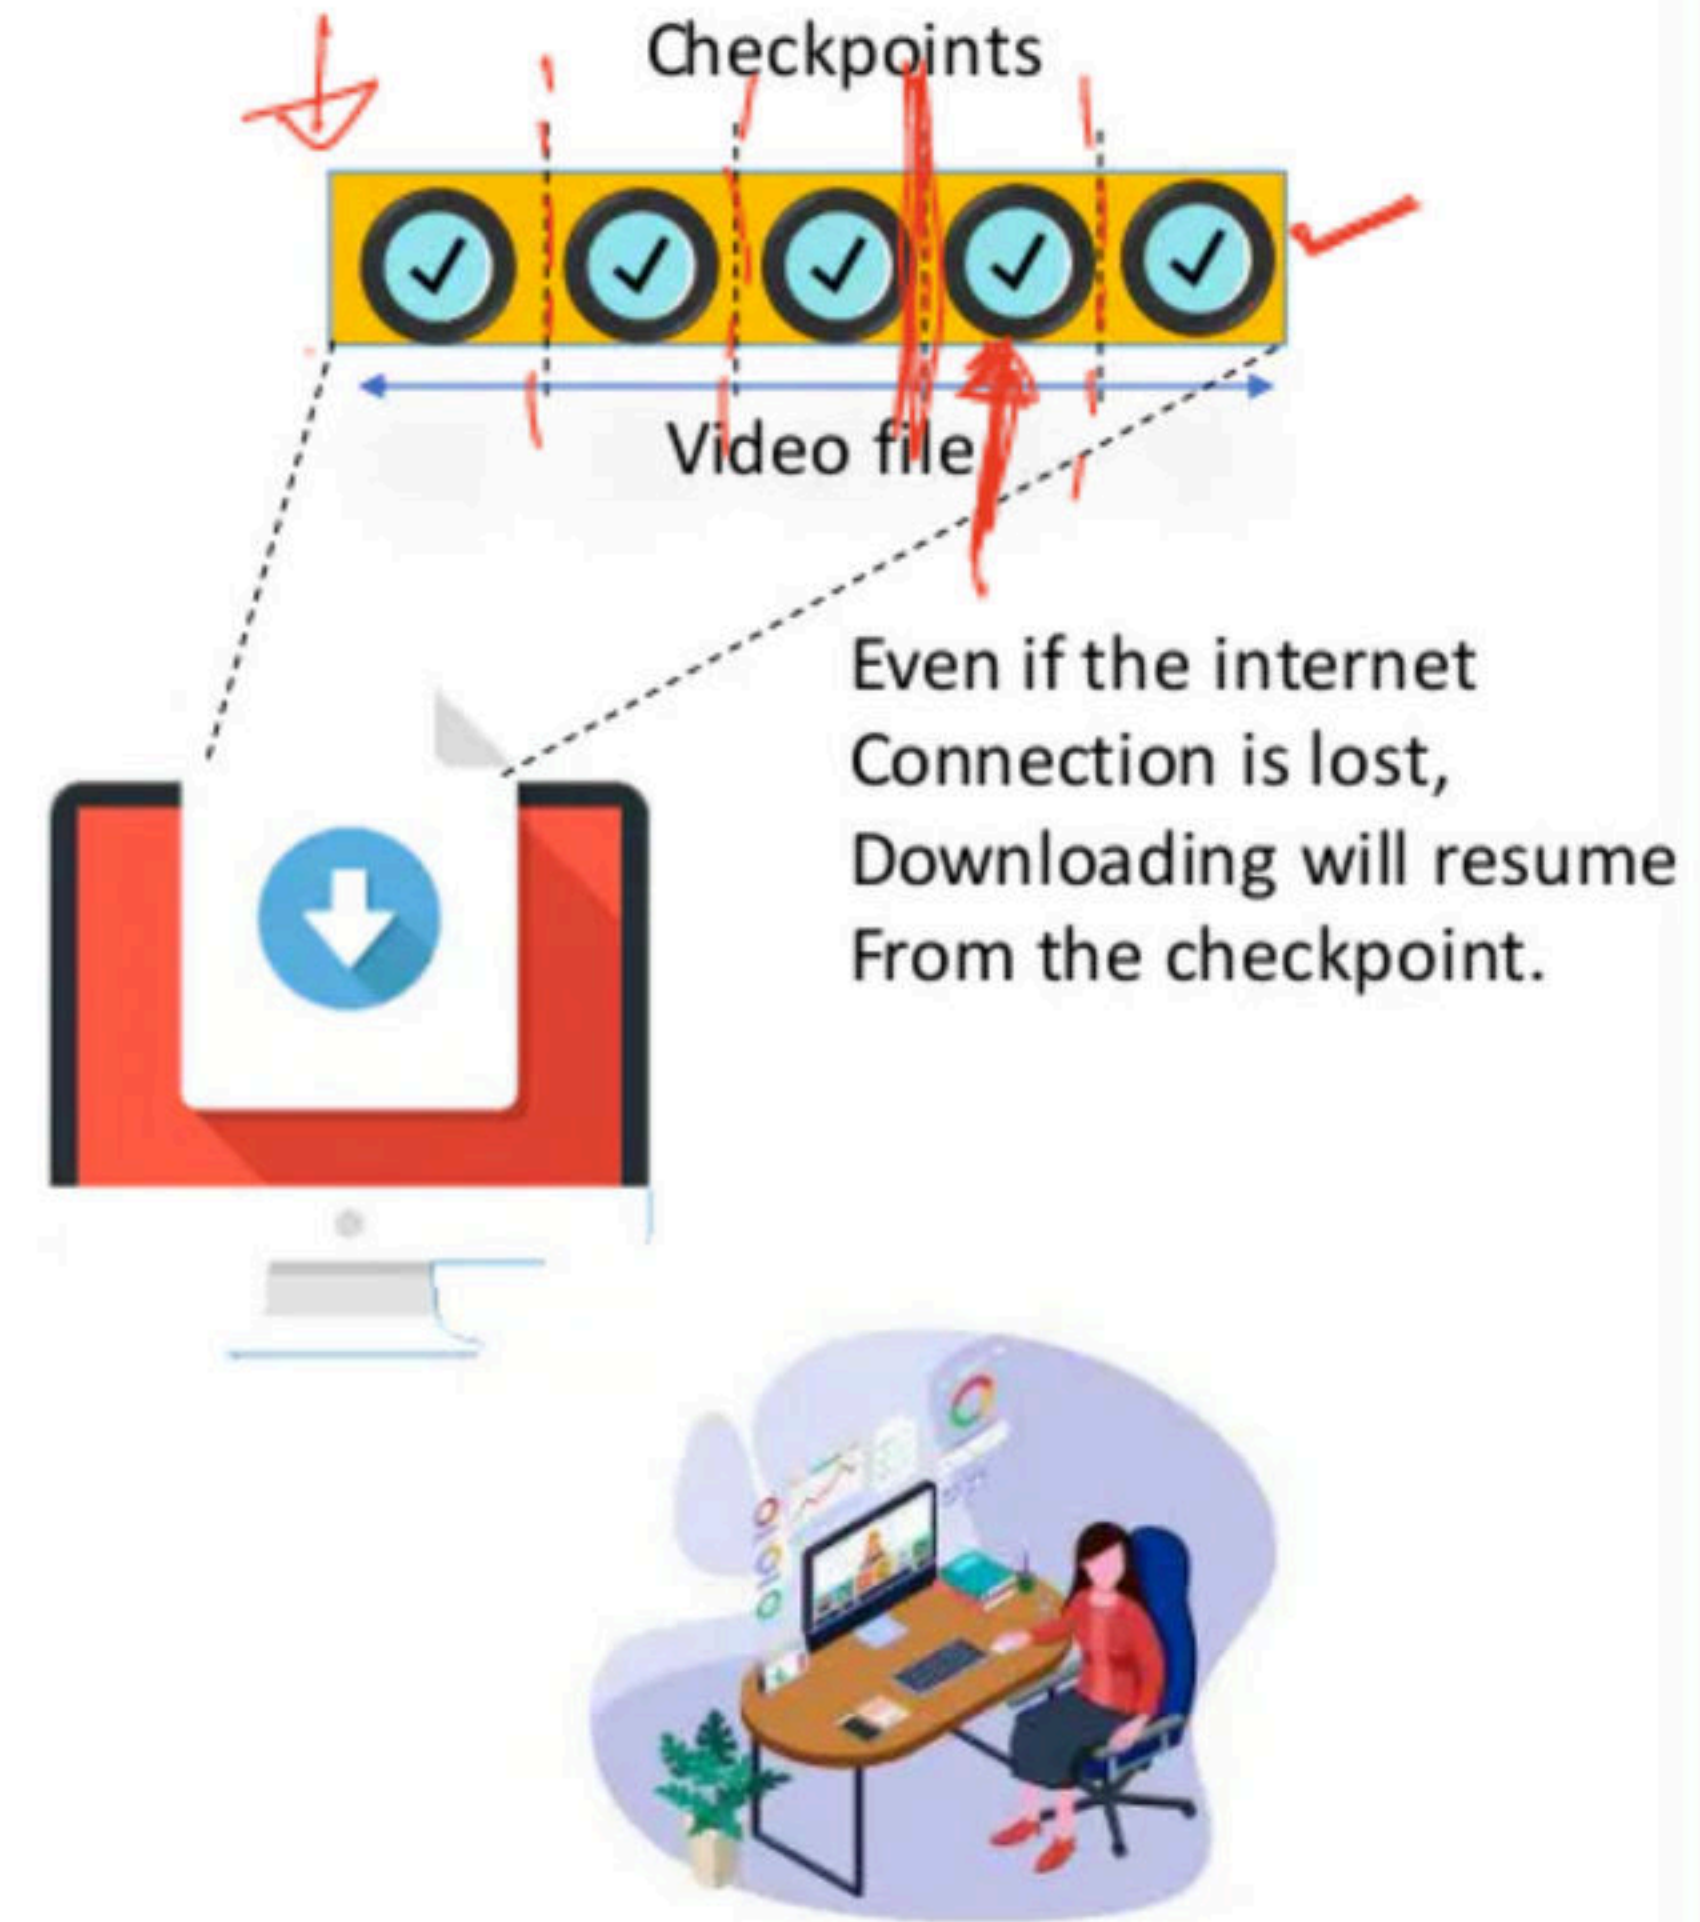 Checkpoints
Video file
Even if the internet
Connection is lost,
Downloading will resume
From the checkpoint.